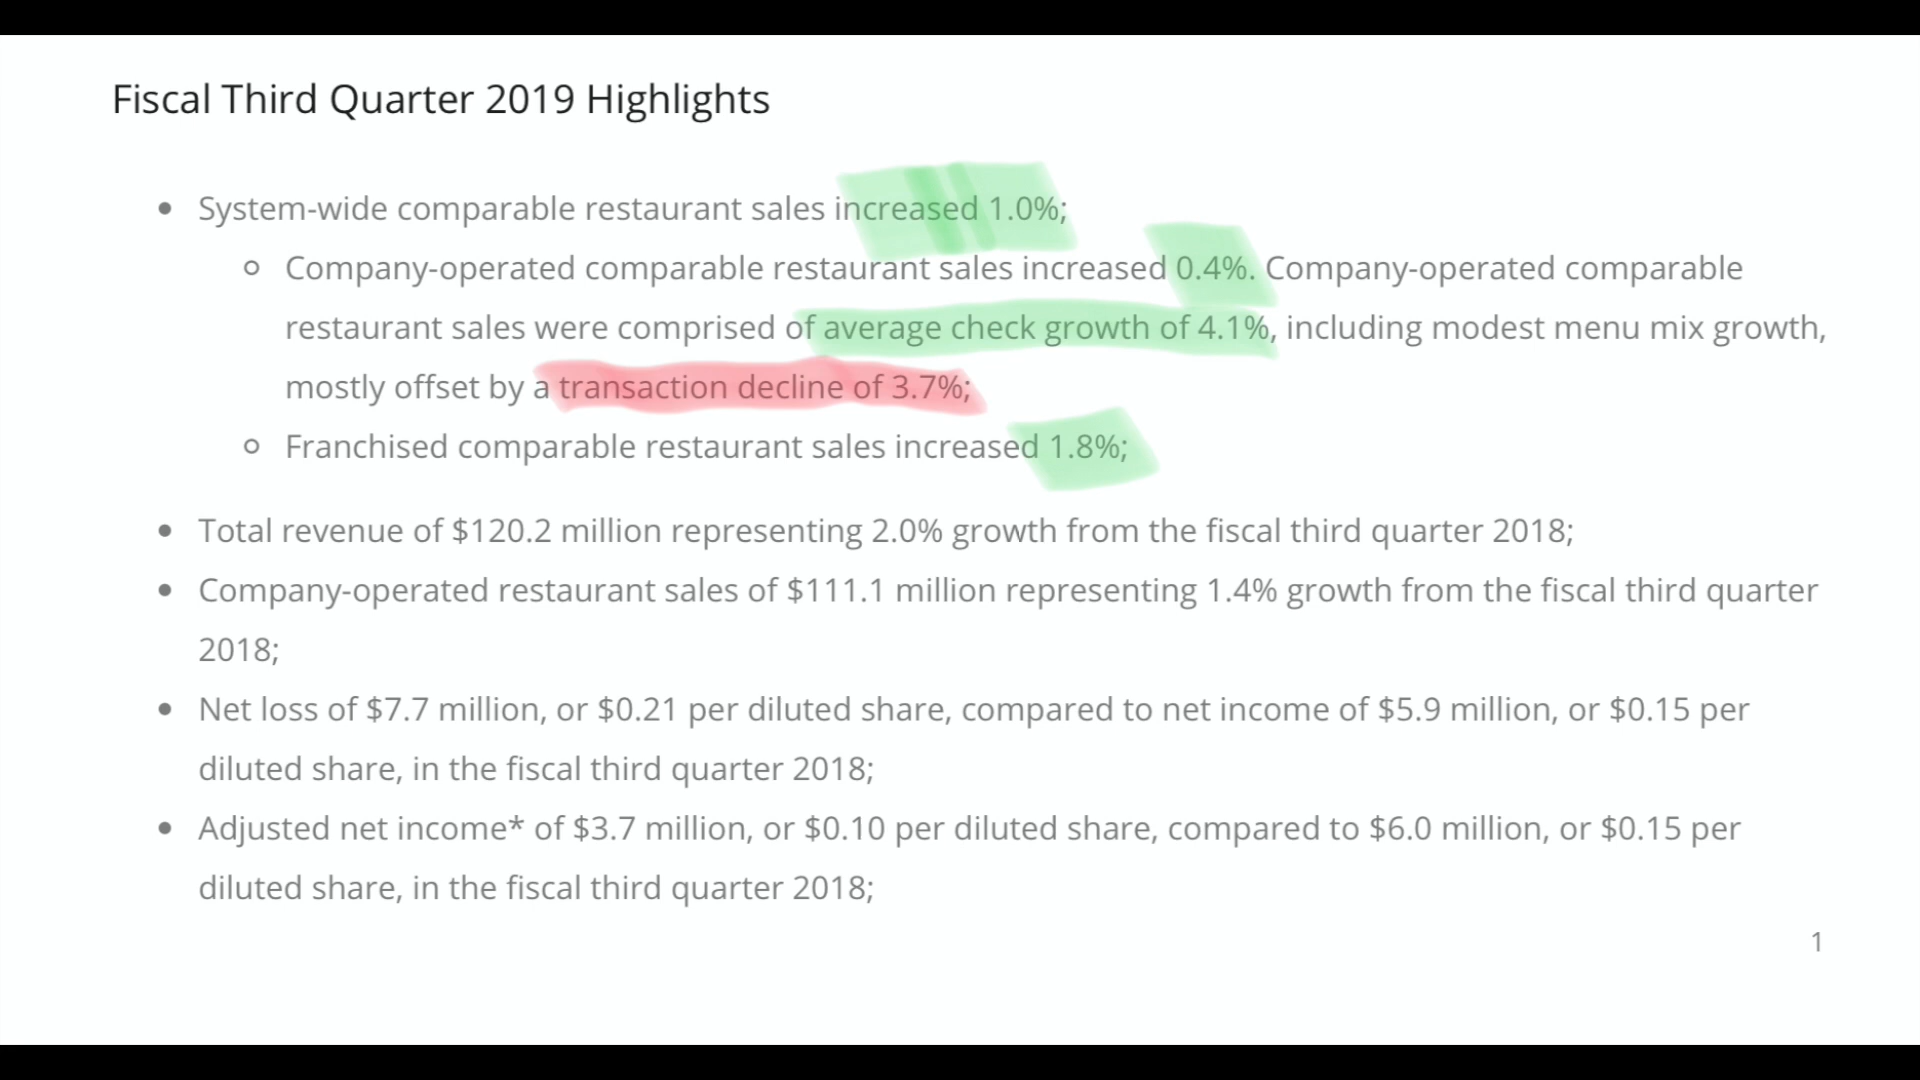 Fiscal Third Quarter 2019 Highlights
• System-wide comparable restaurant sales increased 1.0%;
○ Company-operated comparable restaurant sales increased 0.4%. Company-operated comparable
restaurant sales were comprised of average check growth of 4.1%, including modest menu mix growth,
mostly offset by a transaction decline of 3.7%;
○ Franchised comparable restaurant sales increased 1.8%;
• Total revenue of $120.2 million representing 2.0% growth from the fiscal third quarter 2018;
• Company-operated restaurant sales of $111.1 million representing 1.4% growth from the fiscal third quarter
2018;
• Net loss of $7.7 million, or $0.21 per diluted share, compared to net income of $5.9 million, or $0.15 per
diluted share, in the fiscal third quarter 2018;
• Adjusted net income* of $3.7 million, or $0.10 per diluted share, compared to $6.0 million, or $0.15 per
diluted share, in the fiscal third quarter 2018;
1